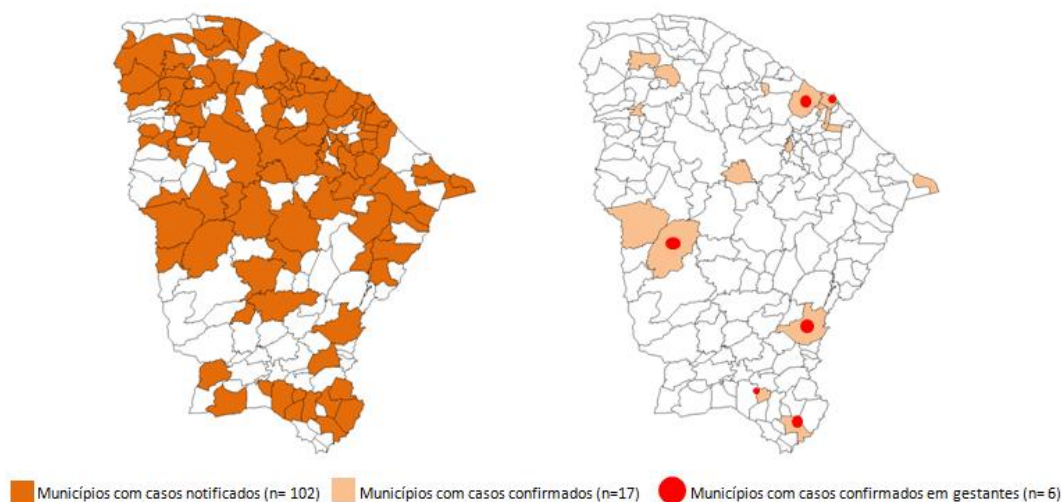 Municípios com casos notificados (n= 102) Municípios com casos confirmados (n=17) Municípios com casos confirmados em gestantes (n= 6)